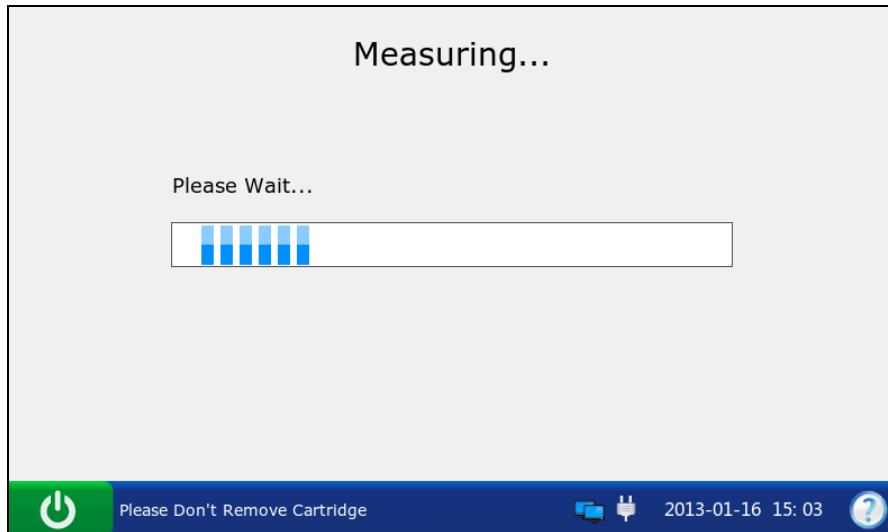 Measuring...
Please Wait...
Please Don't Remove Cartridge
2013-01-16 15: 03
?